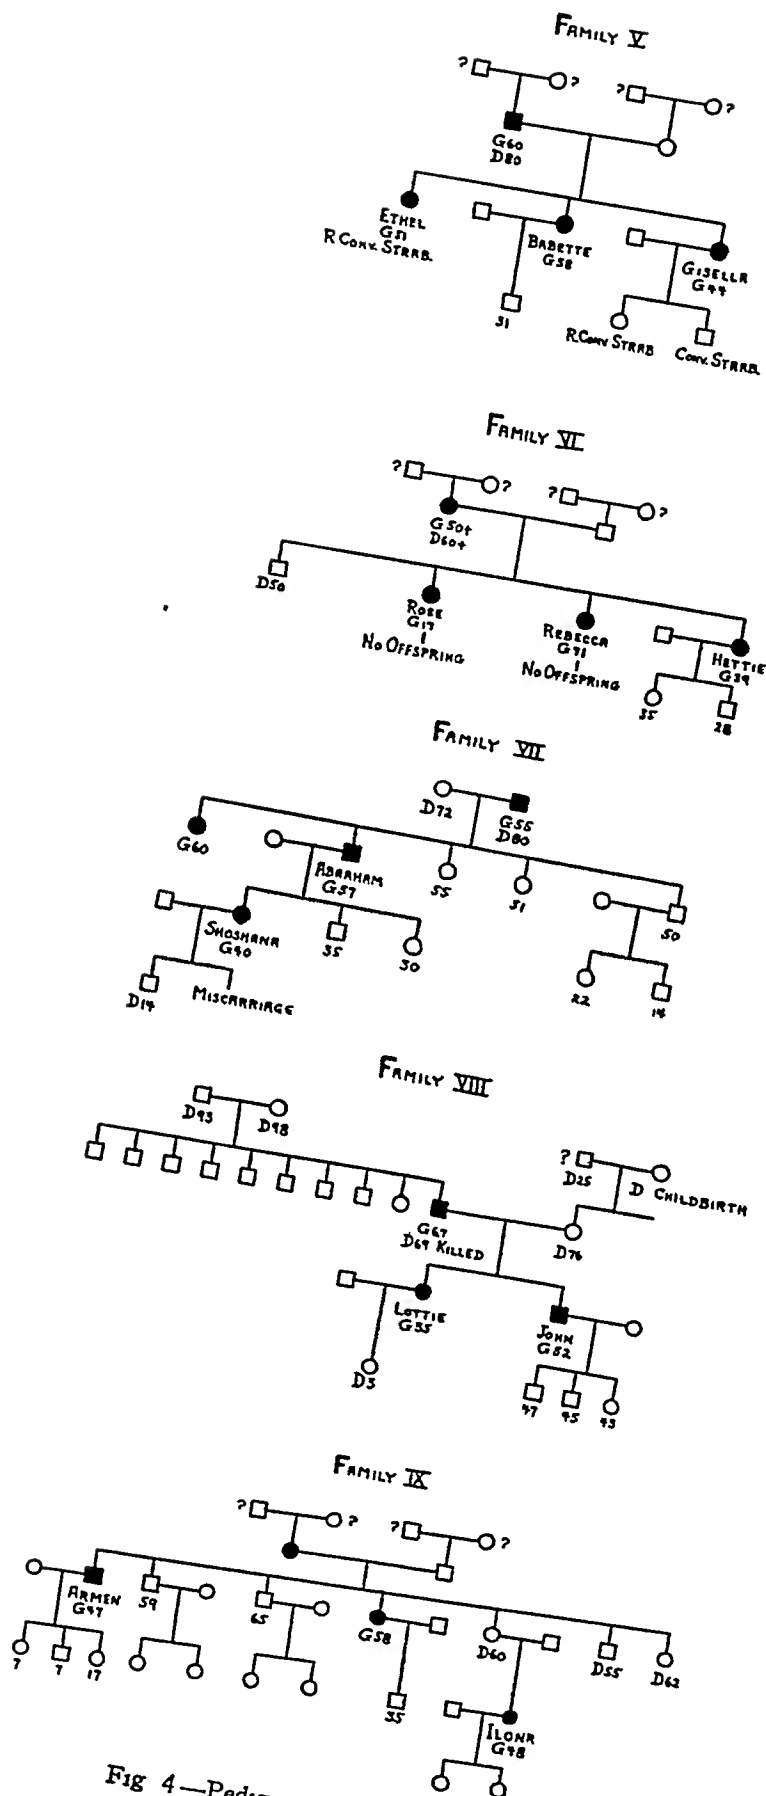 FAMILY V
? ?
? ?
G60
D80
ETHEL
G51
R CONV. STRAB.
BABETTE
G58
GISELLA
G44
31
R CONV STRAB
CONV. STRAB.
FAMILY VI
? ?
? ?
G 50+
D60+
D50
ROSE
G17
NO OFFSPRING
REBECCA
G71
NO OFFSPRING
HETTIE
G39
35
28
FAMILY VII
D72
G55
D80
G60
ABRAHAM
G57
55
51
50
SHOSHANA
G40
35
30
22
14
D14
MISCARRIAGE
FAMILY VIII
D93
D98
?
D25
D CHILDBIRTH
G67
D69 KILLED
D76
LOTTIE
G35
JOHN
G52
D3
47
45
43
FAMILY IX
? ?
? ?
ARMEN
G47
59
65
G58
D60
D55
D62
7
7
17
35
ILONA
G48
Fig 4—